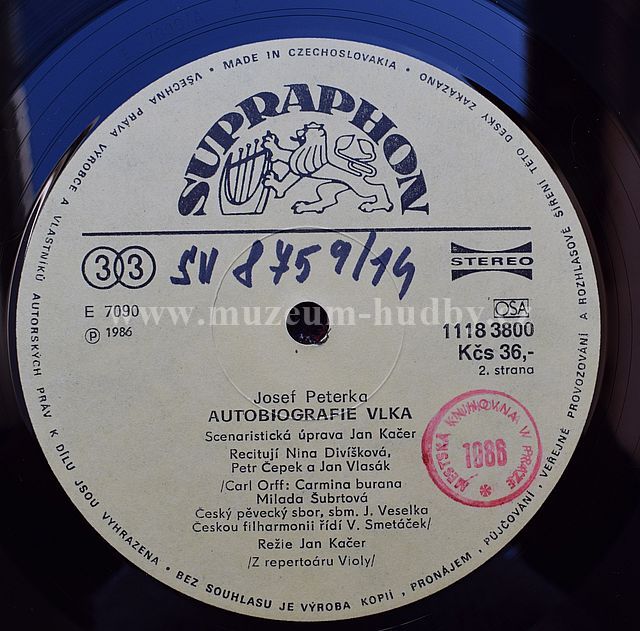 VŠECHNA PRÁVA VÝROBCE A VLASTNÍKŮ AUTORSKÝCH PRÁV K DÍLU JSOU VYHRAZENA • BEZ SOUHLASU JE VÝROBA KOPIÍ, PRONÁJEM, PŮJČOVÁNÍ, VEŘEJNÉ PROVOZOVÁNÍ A ROZHLASOVÉ ŠÍŘENÍ TÉTO DESKY ZAKÁZÁNO • MADE IN CZECHOSLOVAKIA •
SUPRAPHON
33
SV 8759/14
STEREO
E 7090
℗ 1986
www.muzeum-hudby.cz
OSA
1118 3800
Kčs 36,-
2. strana
Josef Peterka
AUTOBIOGRAFIE VLKA
Scenaristická úprava Jan Kačer
Recitují Nina Divíšková,
Petr Čepek a Jan Vlasák
/Carl Orff: Carmina burana
Milada Šubrtová
Český pěvecký sbor, sbm. J. Veselka
Českou filharmonii řídí V. Smetáček/
Režie Jan Kačer
/Z repertoáru Violy/
MĚSTSKÁ KNIHOVNA V PRAZE
1086